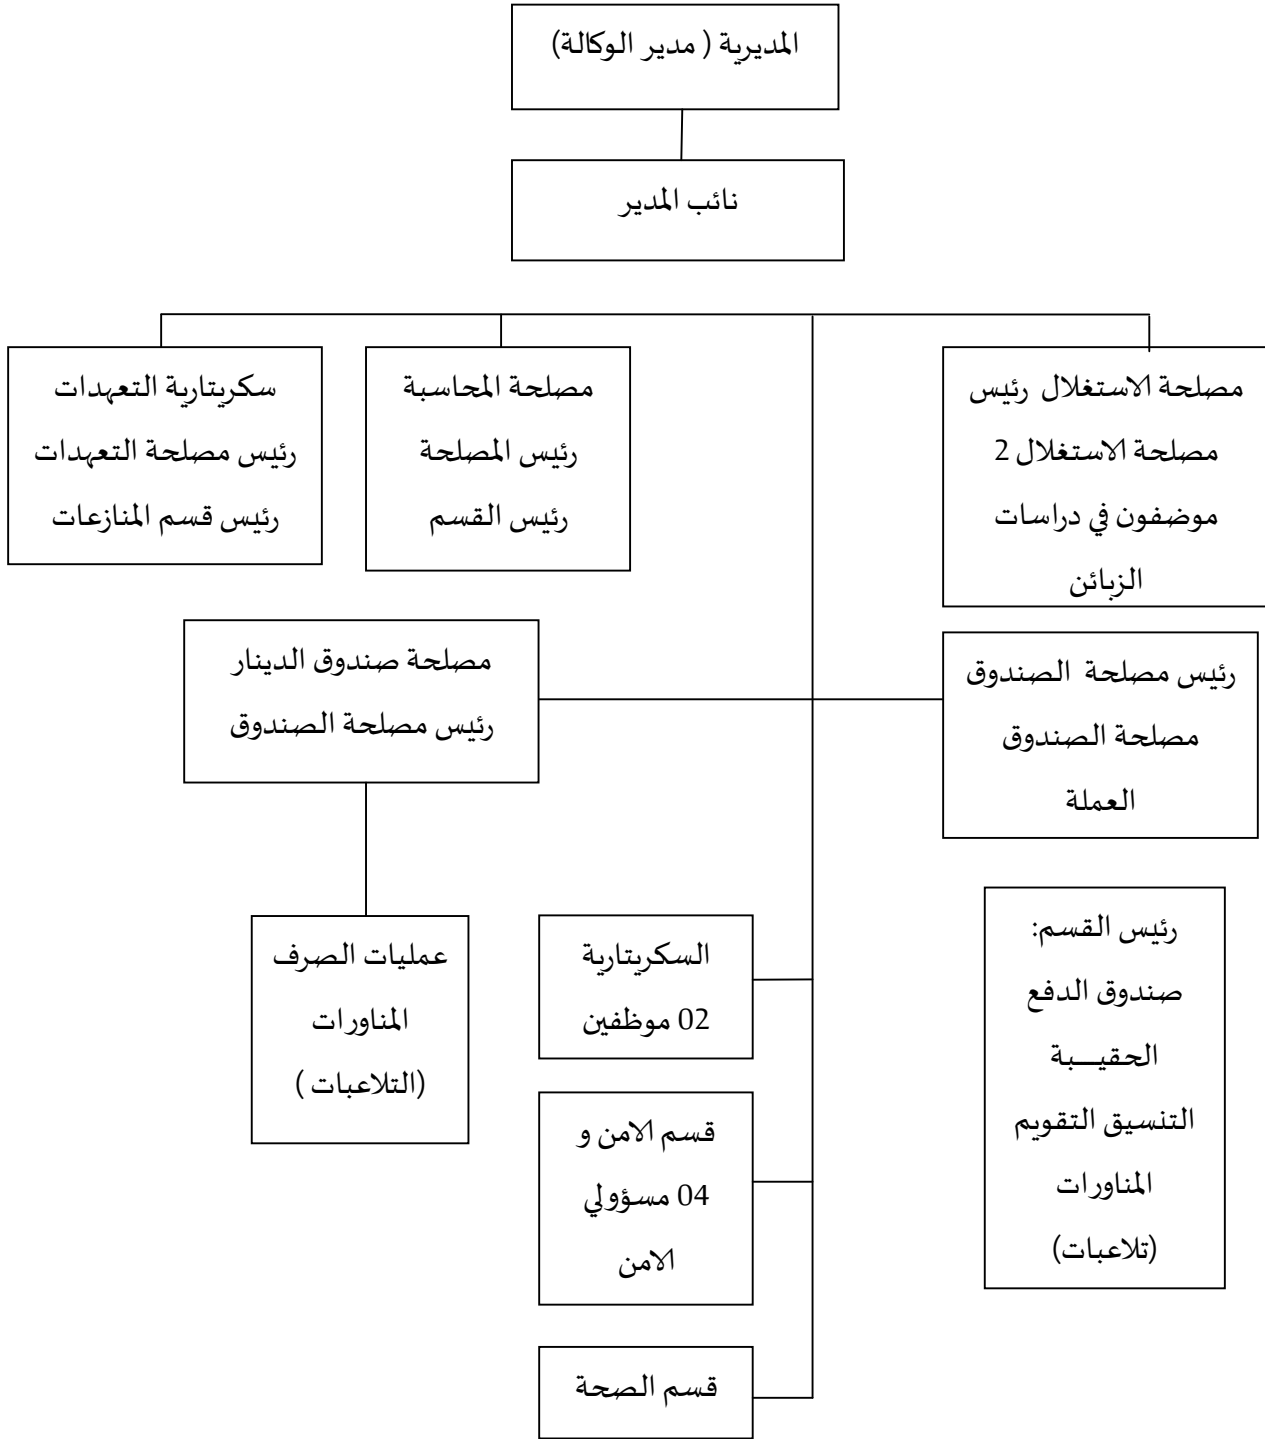 المديرية ( مدير الوكالة)
نائب المدير
مصلحة الاستغلال رئيس
مصلحة الاستغلال 2
موضفون في دراسات
الزبائن
مصلحة المحاسبة
رئيس المصلحة
رئيس القسم
سكريتارية التعهدات
رئيس مصلحة التعهدات
رئيس قسم المنازعات
رئيس مصلحة الصندوق
مصلحة الصندوق
العملة
مصلحة صندوق الدينار
رئيس مصلحة الصندوق
رئيس القسم:
صندوق الدفع
الحقيــبة
التنسيق التقويم
المناورات
(تلاعبات)
السكريتارية
02 موظفين
عمليات الصرف
المناورات
(التلاعبات )
قسم الامن و
04 مسؤولي
الامن
قسم الصحة